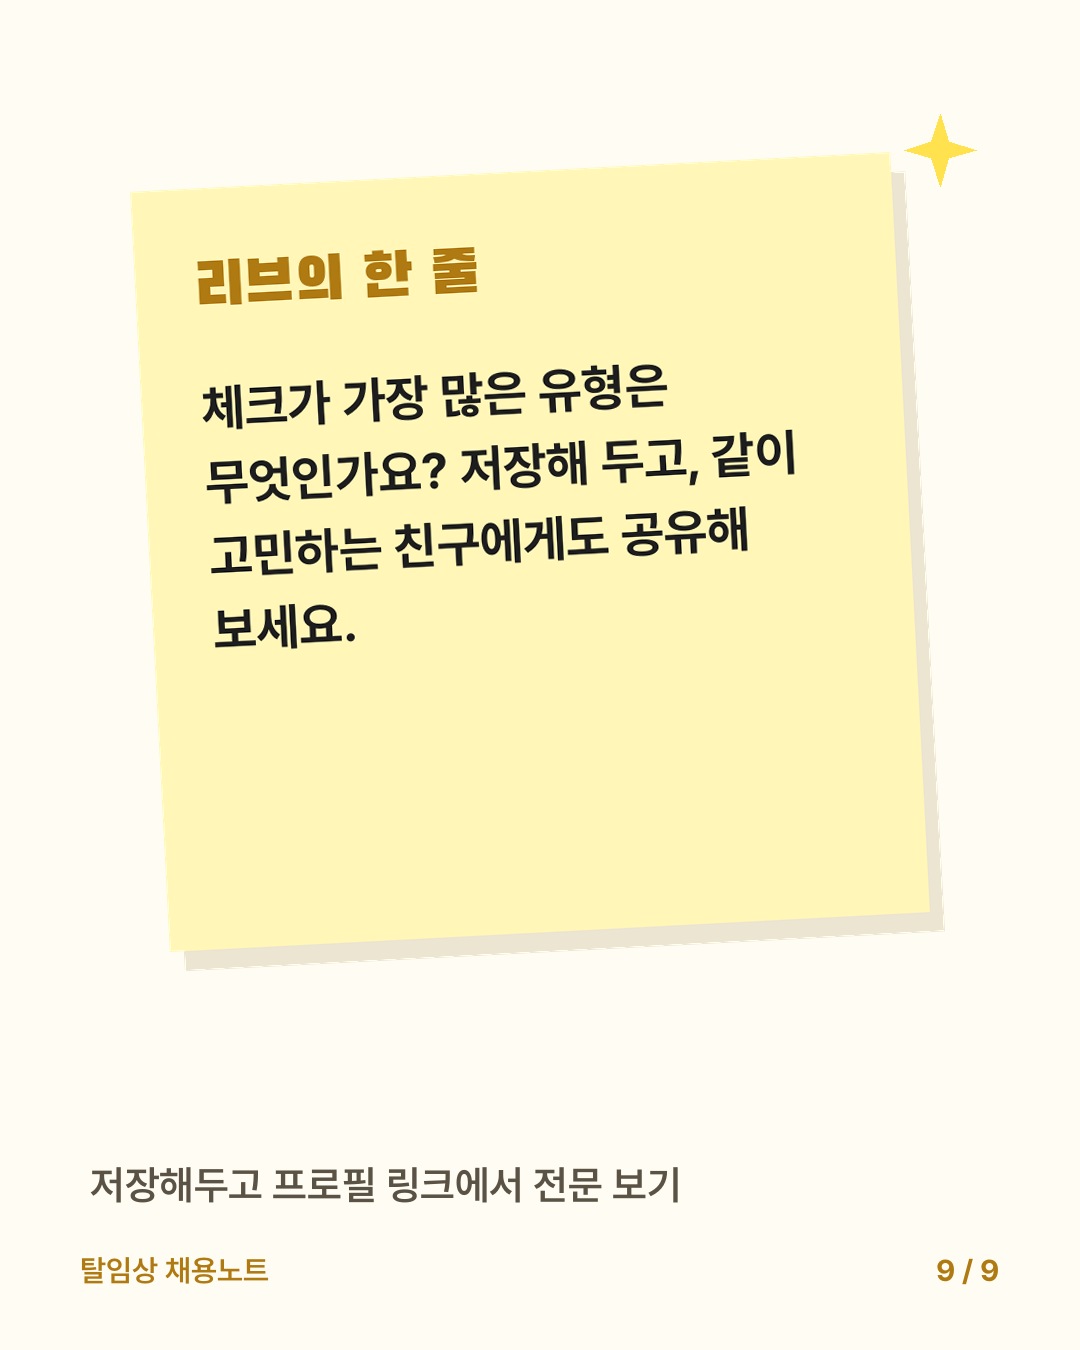 리브의 한 줄
체크가 가장 많은 유형은
무엇인가요? 저장해 두고, 같이
고민하는 친구에게도 공유해
보세요.
저장해두고 프로필 링크에서 전문 보기
탈임상 채용노트
9 / 9